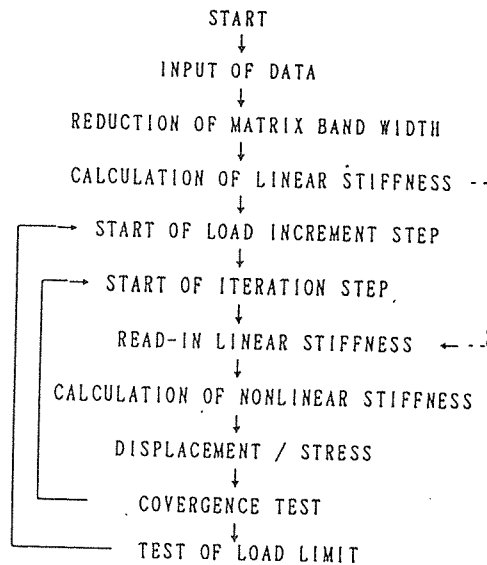 START
INPUT OF DATA
REDUCTION OF MATRIX BAND WIDTH
CALCULATION OF LINEAR STIFFNESS
START OF LOAD INCREMENT STEP
START OF ITERATION STEP
READ-IN LINEAR STIFFNESS
CALCULATION OF NONLINEAR STIFFNESS
DISPLACEMENT / STRESS
COVERGENCE TEST
TEST OF LOAD LIMIT